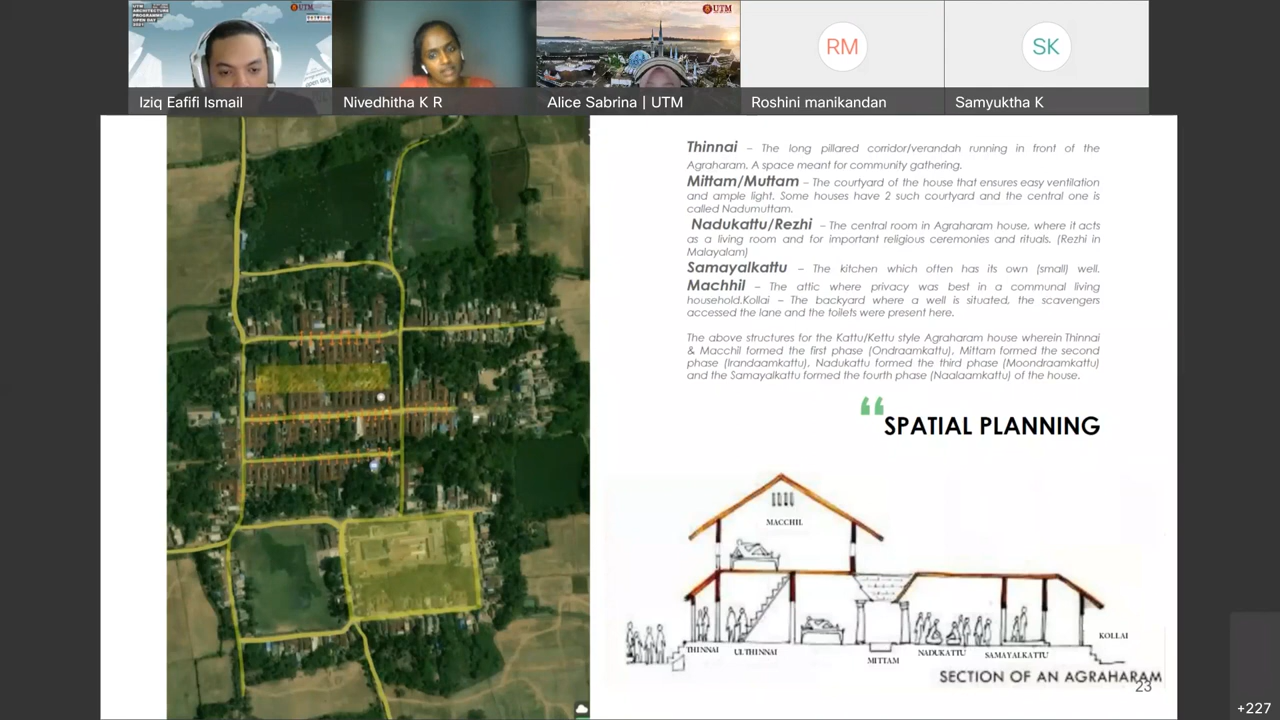 UTM
ARCHITECTURE
PROGRAMME
OPEN DAY
2021
UTM
UTM
RM
SK
Iziq Eafifi Ismail
Nivedhitha K R
Alice Sabrina | UTM
Roshini manikandan
Samyuktha K
Thinnai – The long pillared corridor/verandah running in front of the
Agraharam. A space meant for community gathering.
Mittam/Muttam – The courtyard of the house that ensures easy ventilation
and ample light. Some houses have 2 such courtyard and the central one is
called Nadumuttam.
Nadukattu/Rezhi – The central room in Agraharam house, where it acts
as a living room and for important religious ceremonies and rituals. (Rezhi in
Malayalam)
Samayalkattu – The kitchen which often has its own (small) well.
Machhil – The attic where privacy was best in a communal living
household.Kollai – The backyard where a well is situated, the scavengers
accessed the lane and the toilets were present here.
The above structures for the Kattu/Kettu style Agraharam house wherein Thinnai
& Macchil formed the first phase (Ondraamkattu), Mittam formed the second
phase (Irandaamkattu), Nadukattu formed the third phase (Moondraamkattu)
and the Samayalkattu formed the fourth phase (Naalaamkattu) of the house.
“ SPATIAL PLANNING
MACCHIL
THINNAI
UL THINNAI
MITTAM
NADUKATTU
SAMAYALKATTU
KOLLAI
SECTION OF AN AGRAHARAM
23
+227